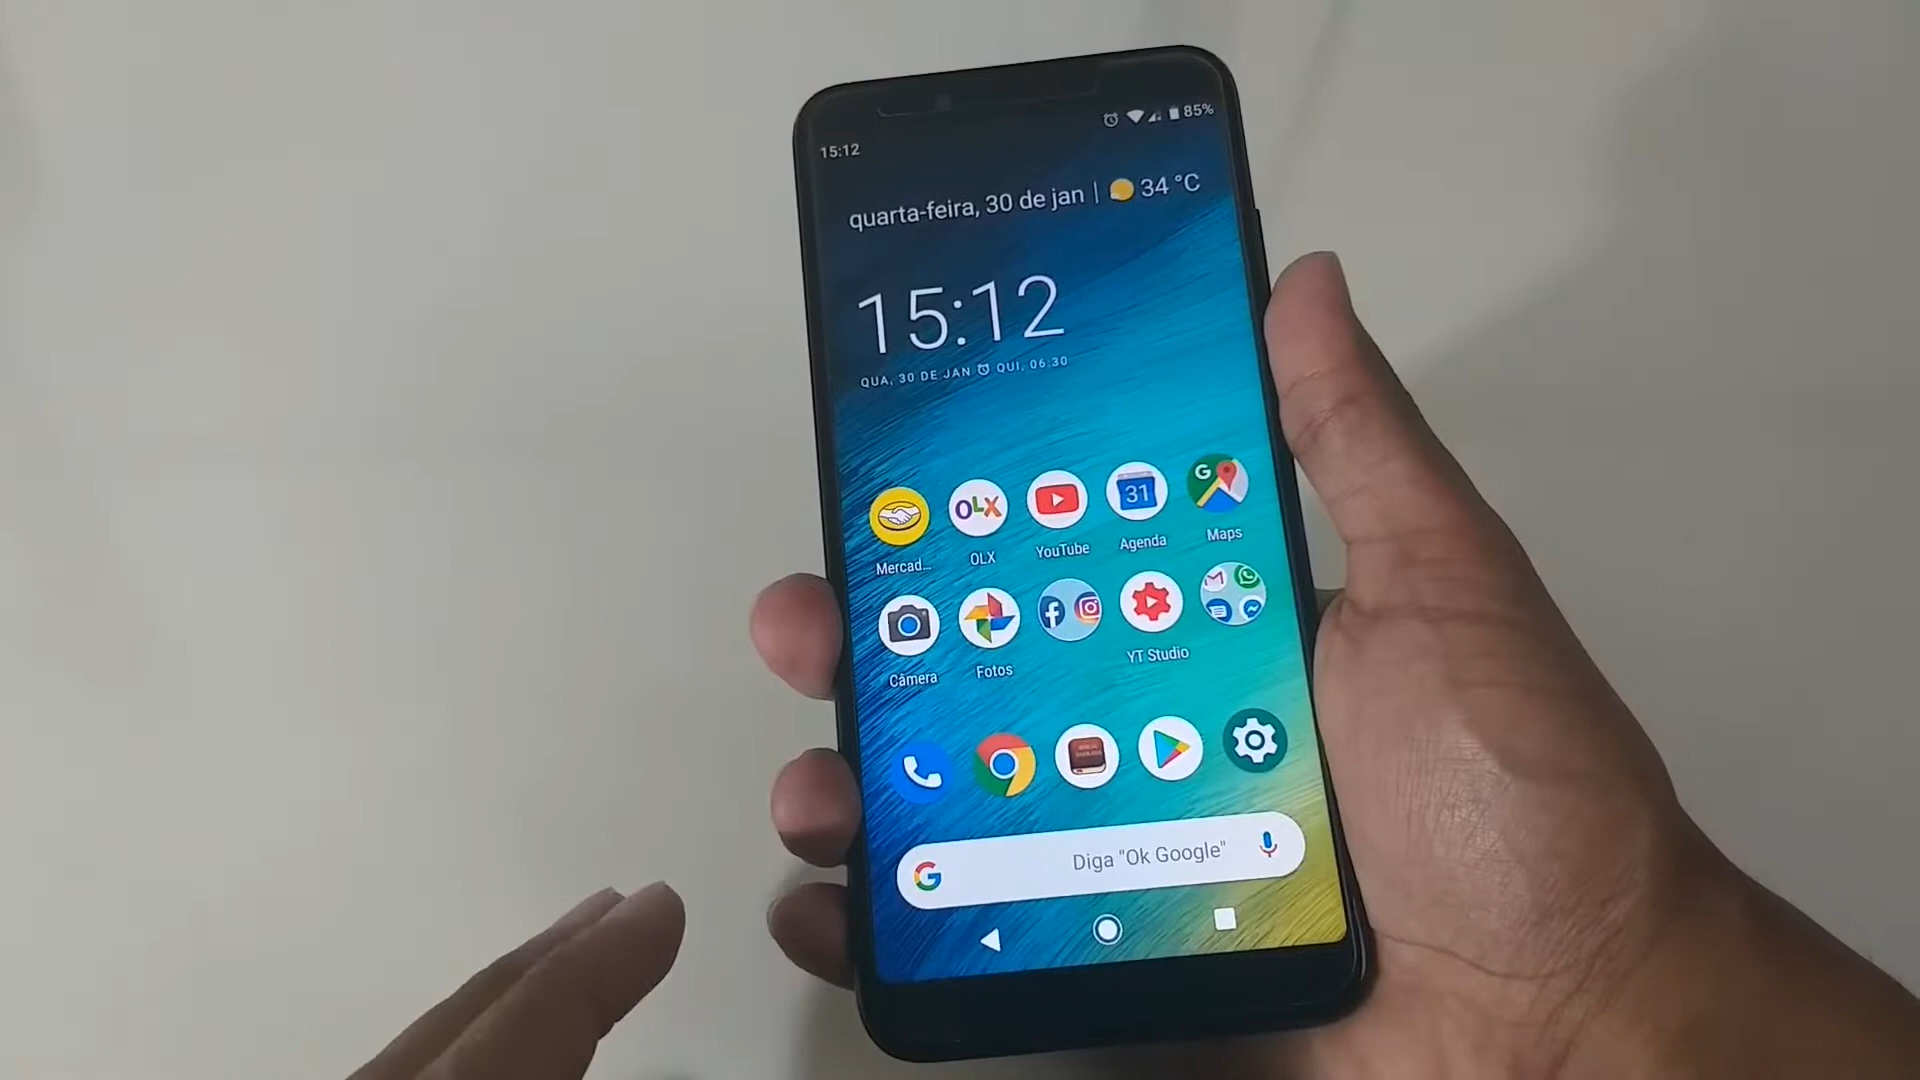 15:12
85%
quarta-feira, 30 de jan | 34 °C
15:12
QUA, 30 DE JAN QUI, 06:30
OLX
31
G
Mercad...
OLX
YouTube
Agenda
Maps
Câmera
Fotos
YT Studio
G
Diga "Ok Google"